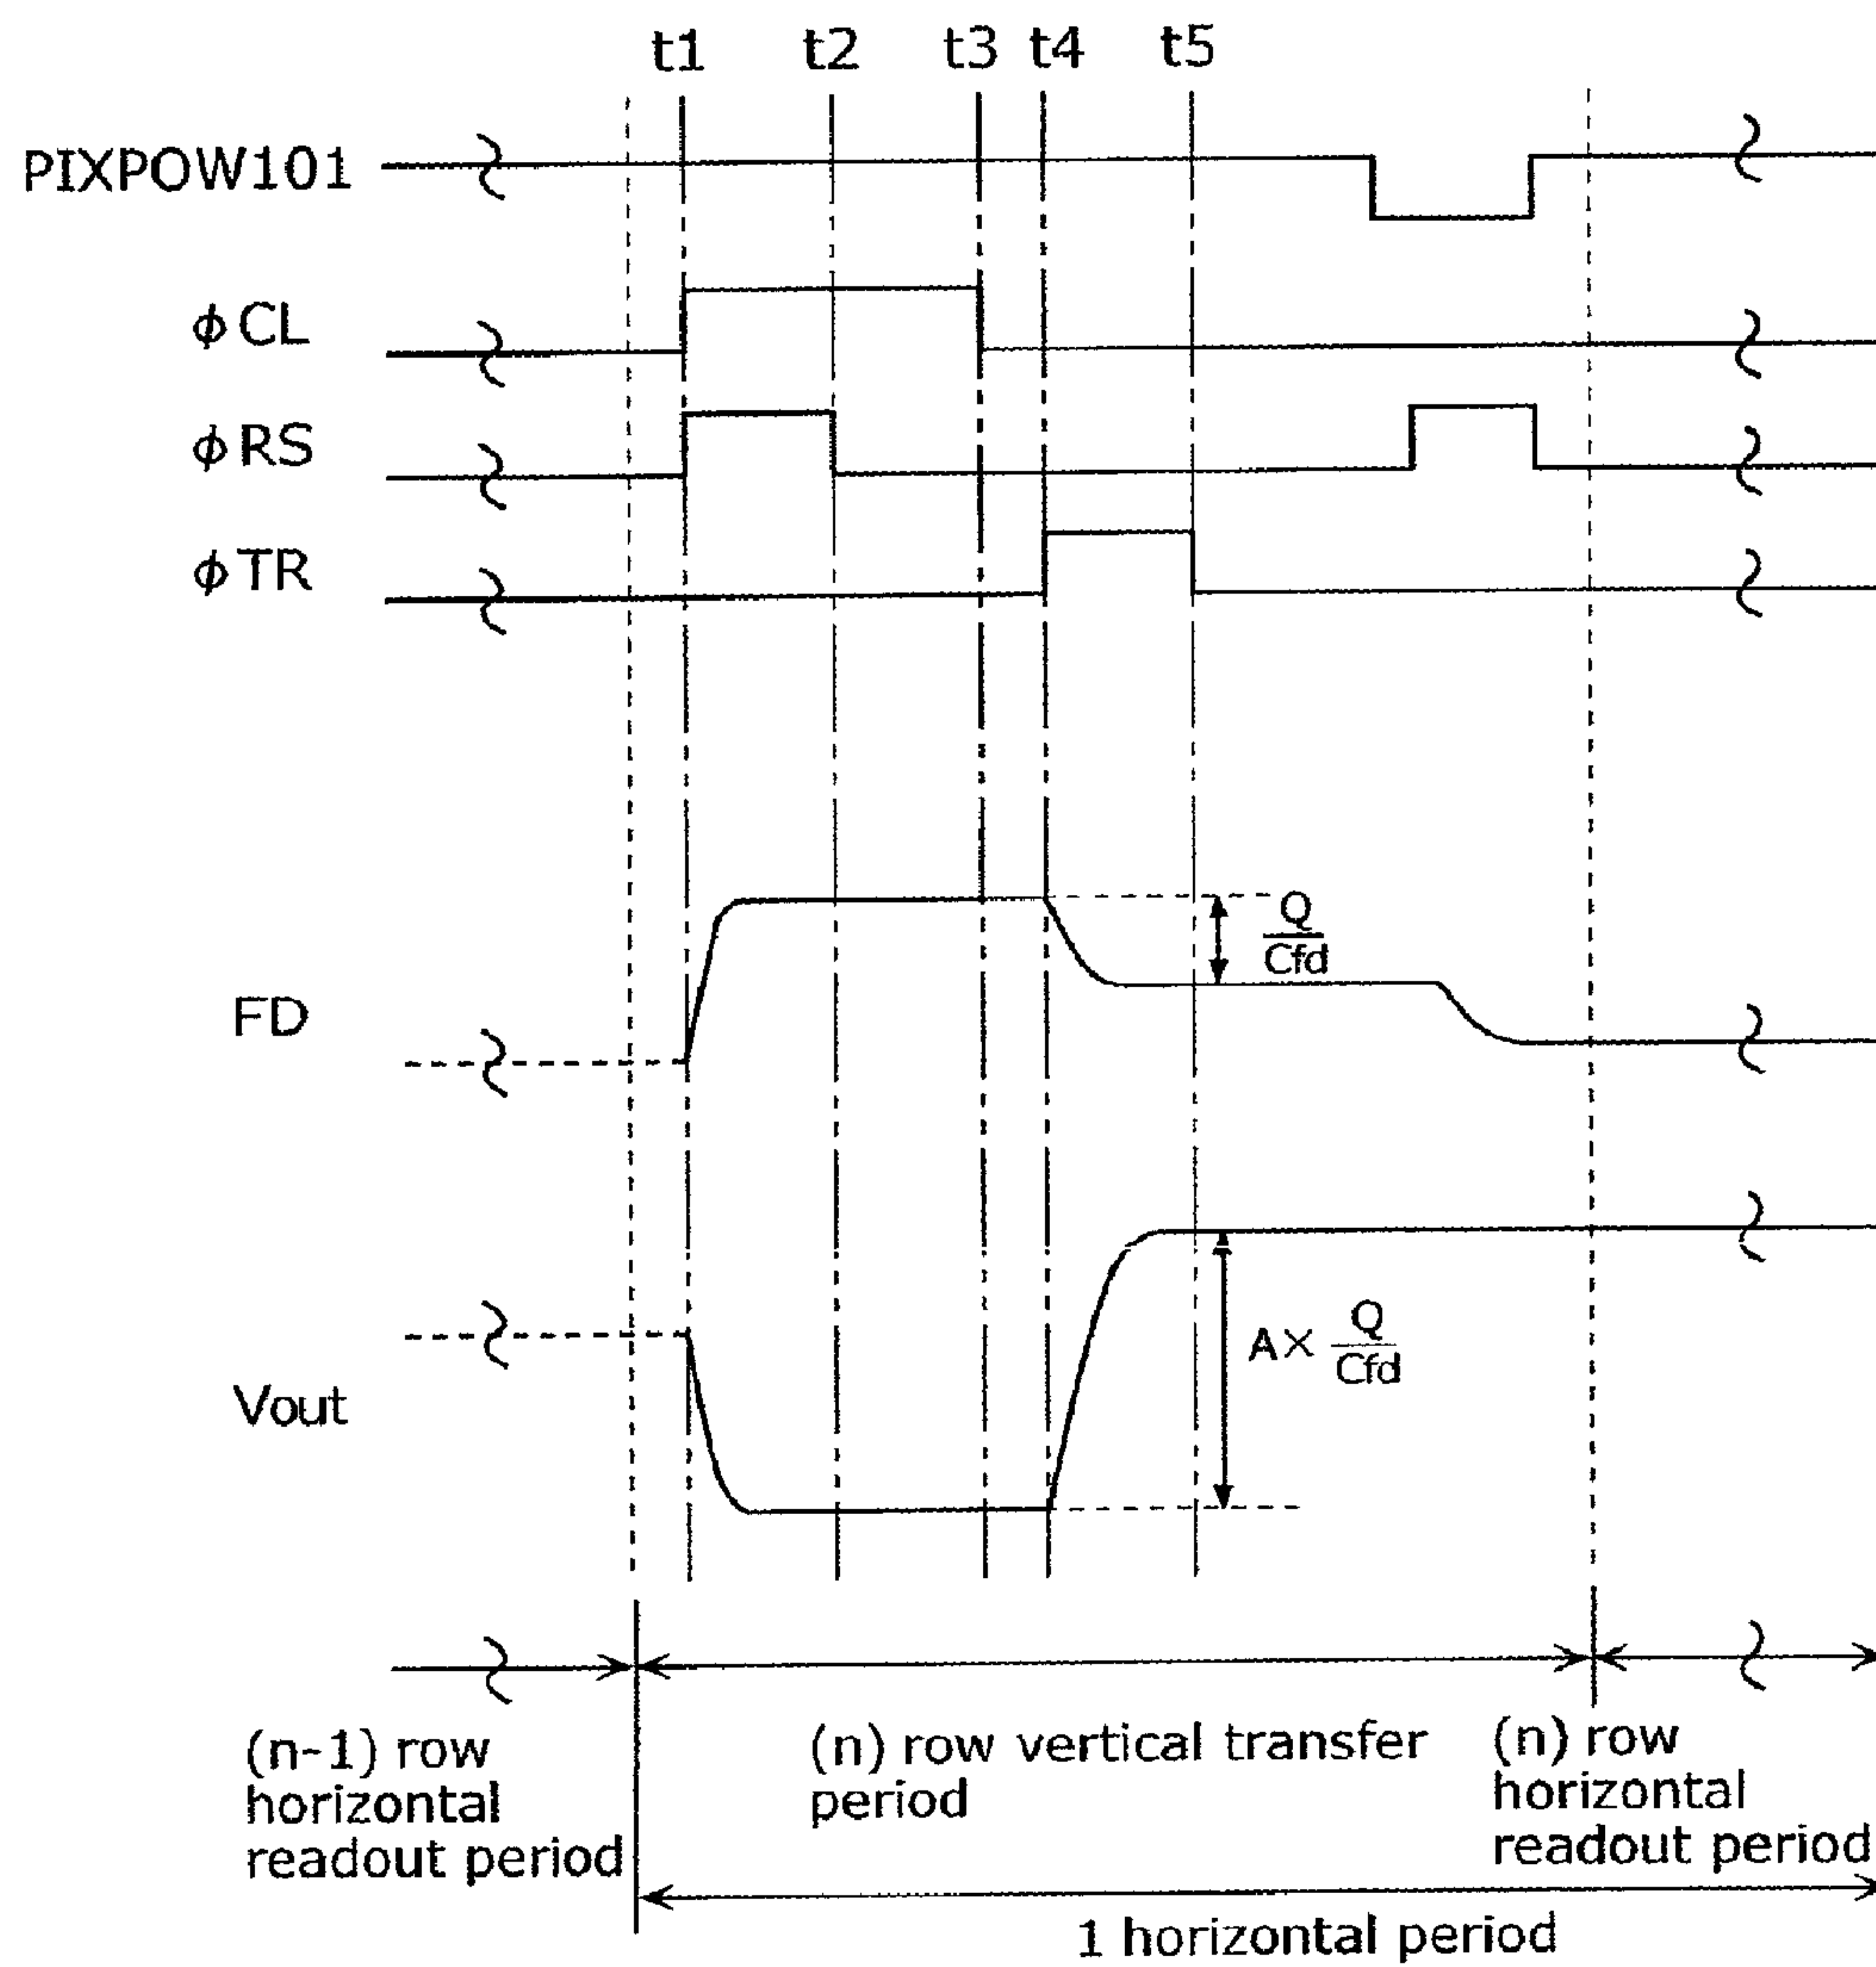 t1 t2 t3 t4 t5
PIXPOW101
ϕCL
ϕRS
ϕTR
Q
Cfd
FD
A× Q
Cfd
Vout
(n-1) row
horizontal
readout period
(n) row vertical transfer
period
(n) row
horizontal
readout period
1 horizontal period